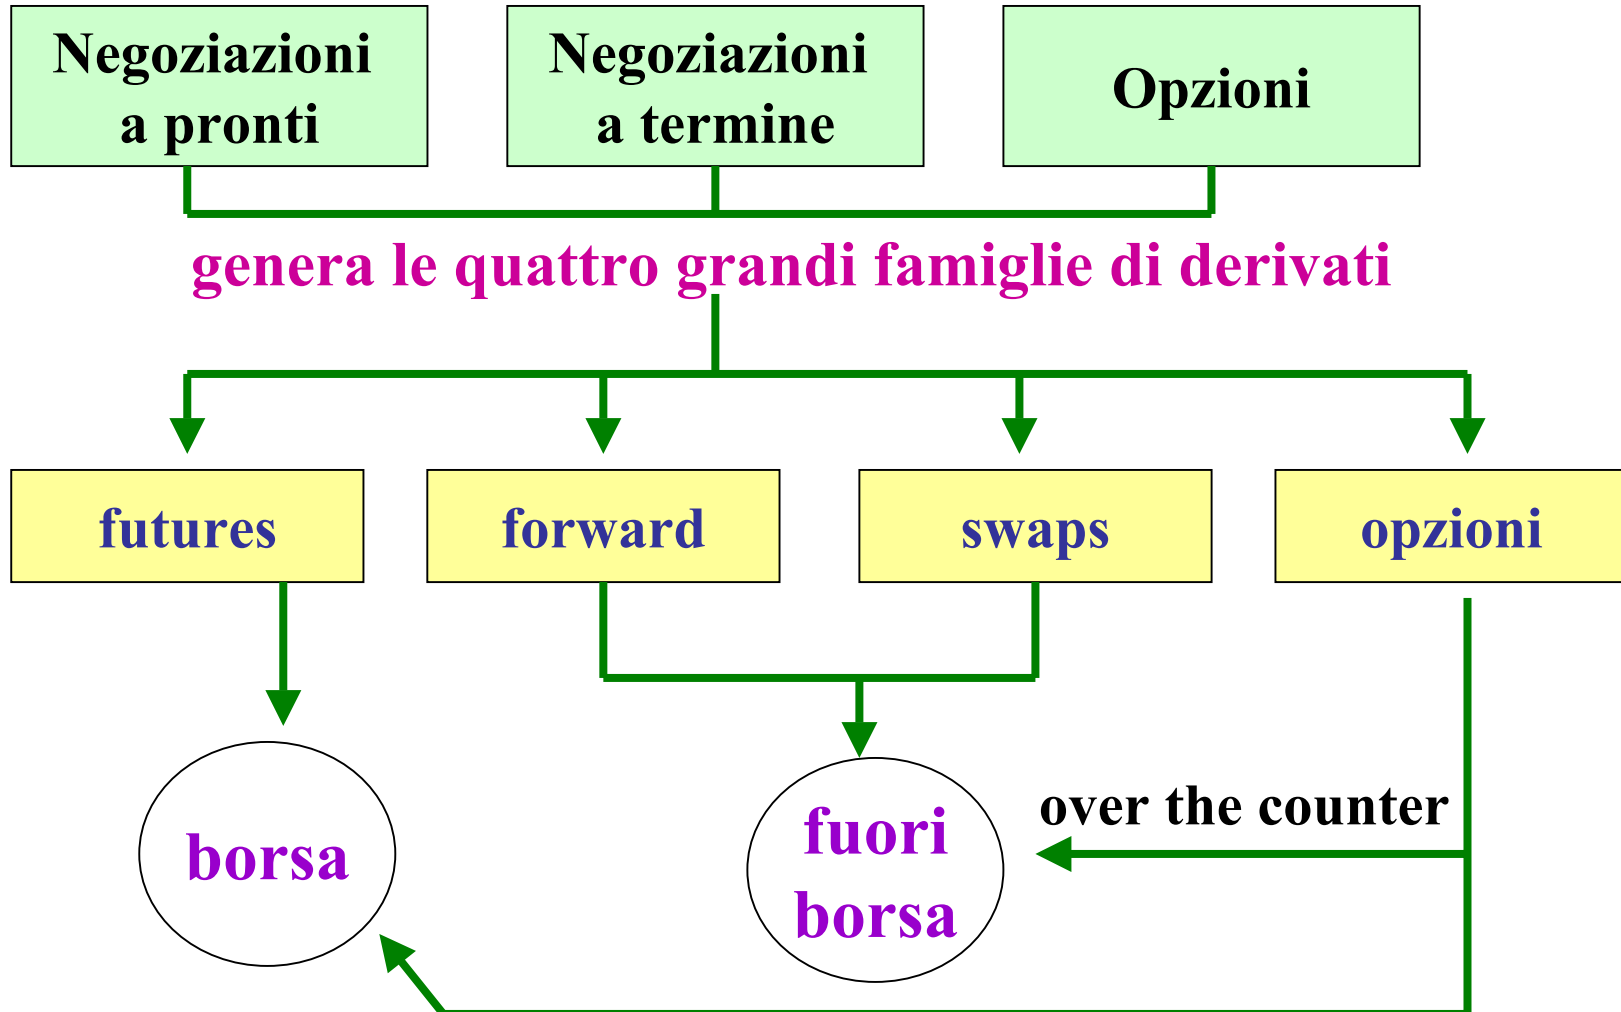 Negoziazioni
a pronti
Negoziazioni
a termine
Opzioni
genera le quattro grandi famiglie di derivati
futures
forward
swaps
opzioni
borsa
fuori
borsa
over the counter